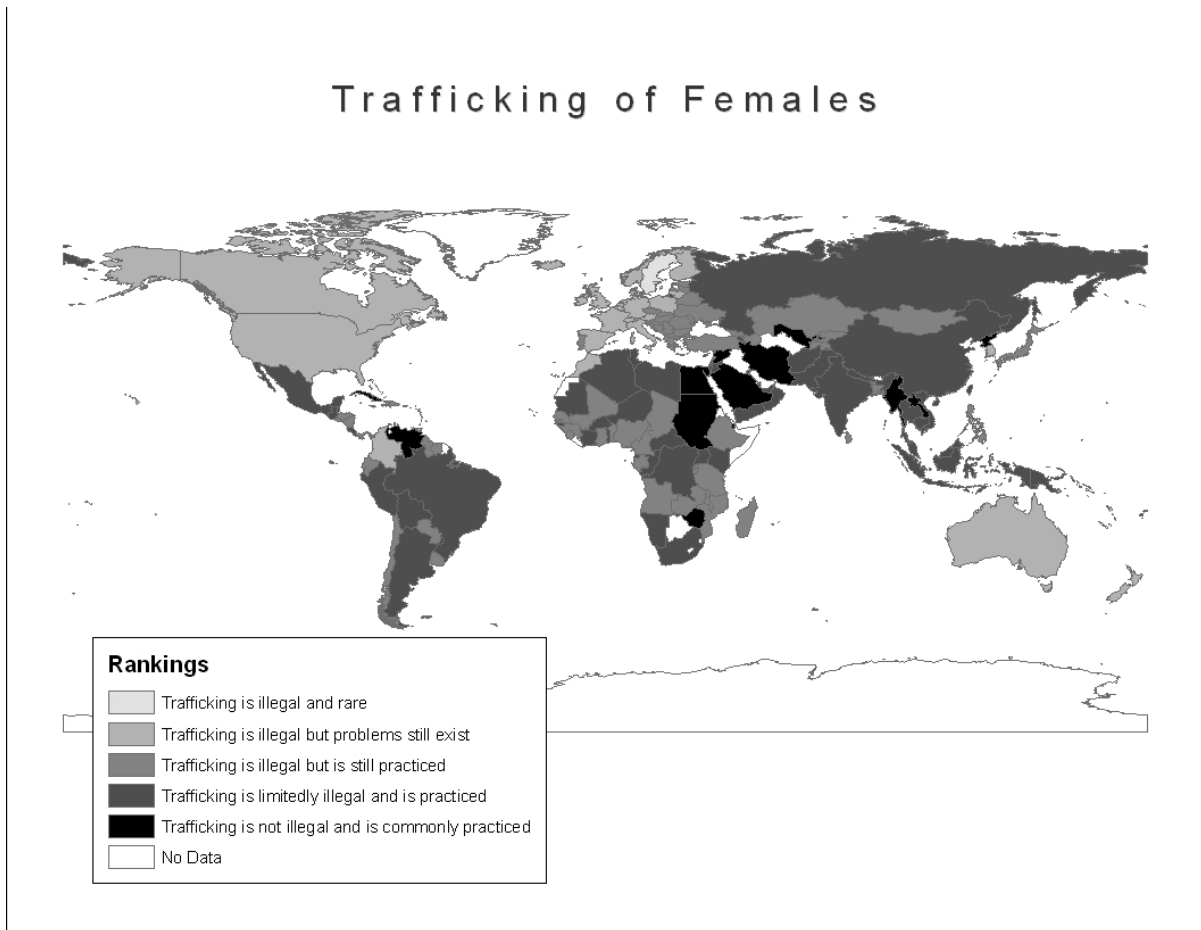 Trafficking of Females
Rankings
Trafficking is illegal and rare
Trafficking is illegal but problems still exist
Trafficking is illegal but is still practiced
Trafficking is limitedly illegal and is practiced
Trafficking is not illegal and is commonly practiced
No Data